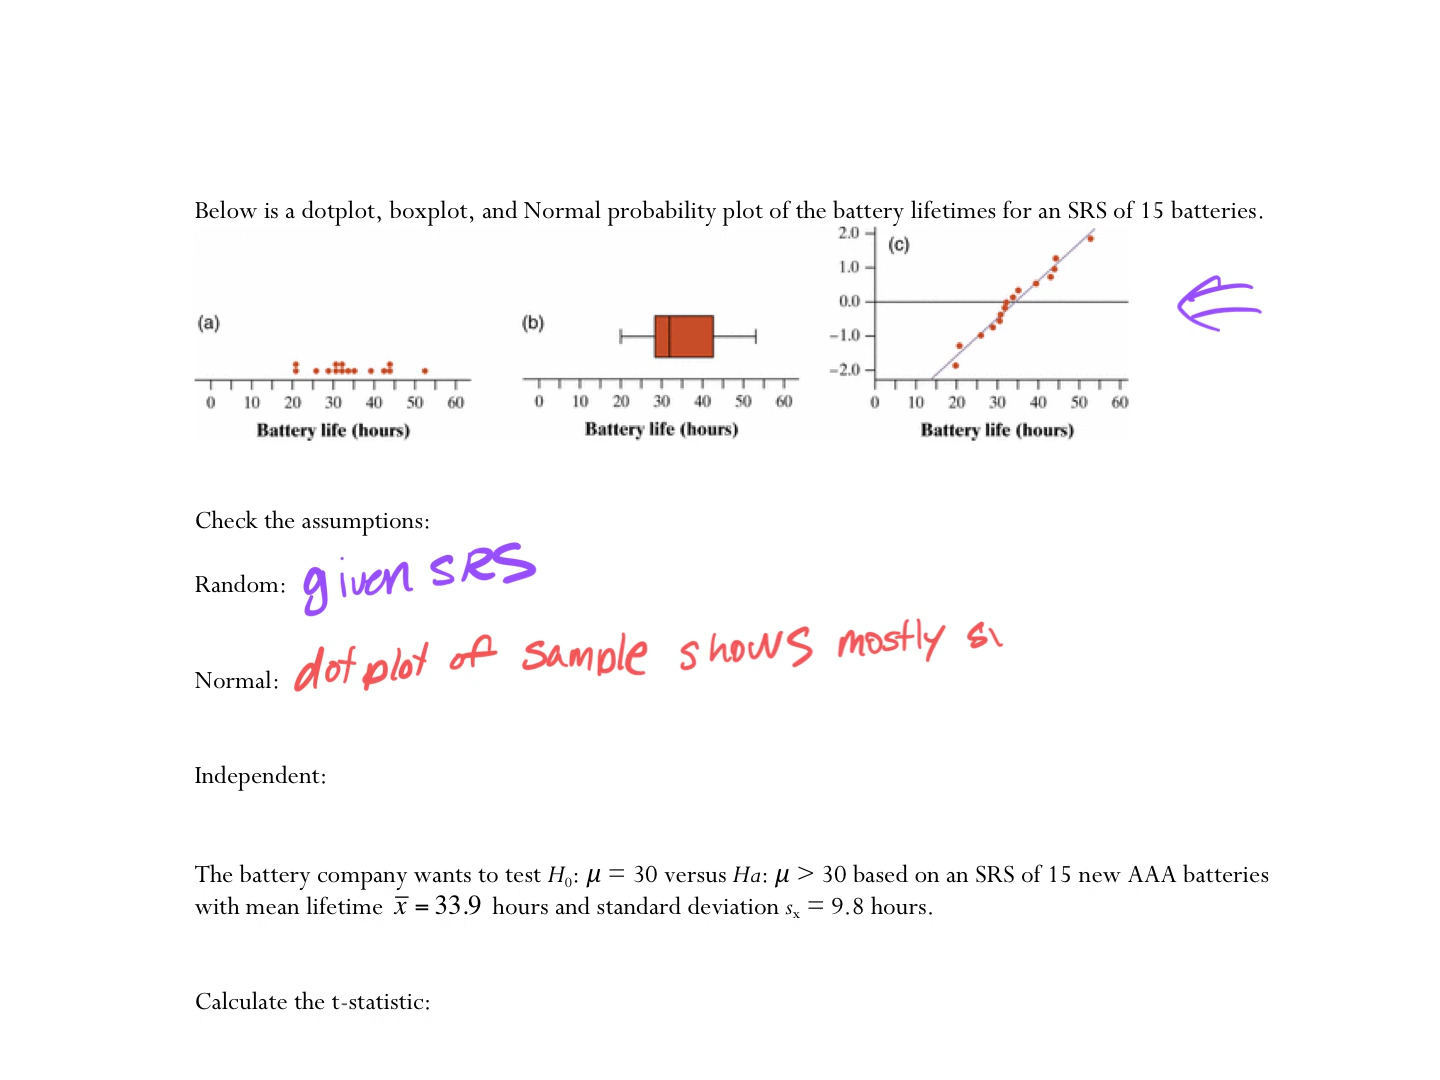 Below is a dotplot, boxplot, and Normal probability plot of the battery lifetimes for an SRS of 15 batteries.
(a)
0 10 20 30 40 50 60
Battery life (hours)
(b)
0 10 20 30 40 50 60
Battery life (hours)
(c)
2.0
1.0
0.0
−1.0
−2.0
0 10 20 30 40 50 60
Battery life (hours)
Check the assumptions:
Random: given SRS
Normal: dotplot of sample shows mostly
Independent:
The battery company wants to test H₀: μ = 30 versus Ha: μ > 30 based on an SRS of 15 new AAA batteries
with mean lifetime x̅ = 33.9 hours and standard deviation sₓ = 9.8 hours.
Calculate the t-statistic: